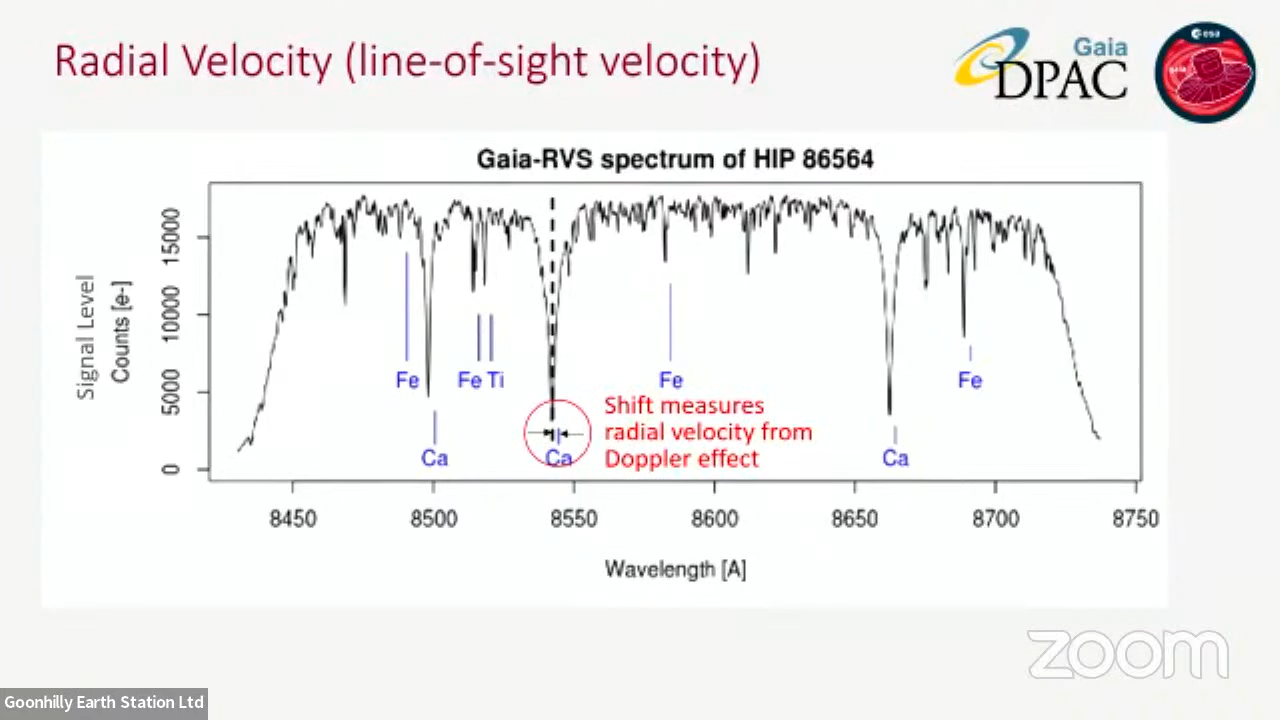 Radial Velocity (line-of-sight velocity)
Gaia
DPAC
esa
gaia
Gaia-RVS spectrum of HIP 86564
Signal Level
Counts [e-]
15000
10000
5000
0
Fe
Fe Ti
Fe
Fe
Ca
Ca
Ca
Shift measures
radial velocity from
Doppler effect
8450 8500 8550 8600 8650 8700 8750
Wavelength [A]
zoom
Goonhilly Earth Station Ltd